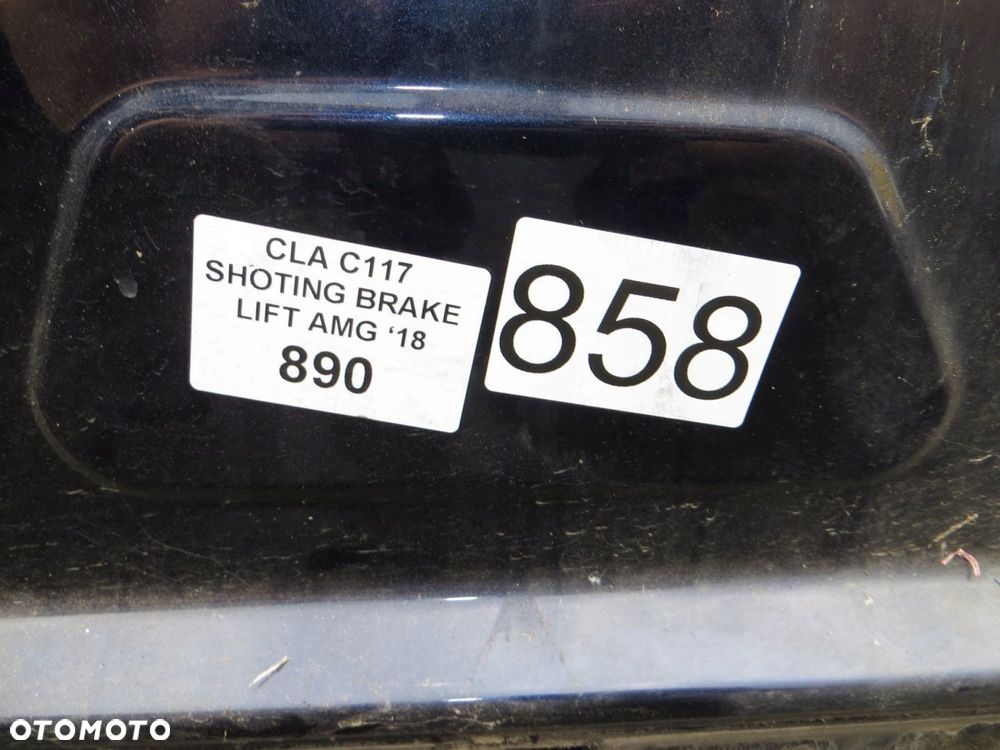 CLA C117
SHOTING BRAKE
LIFT AMG ‘18
890
858
OTOMOTO